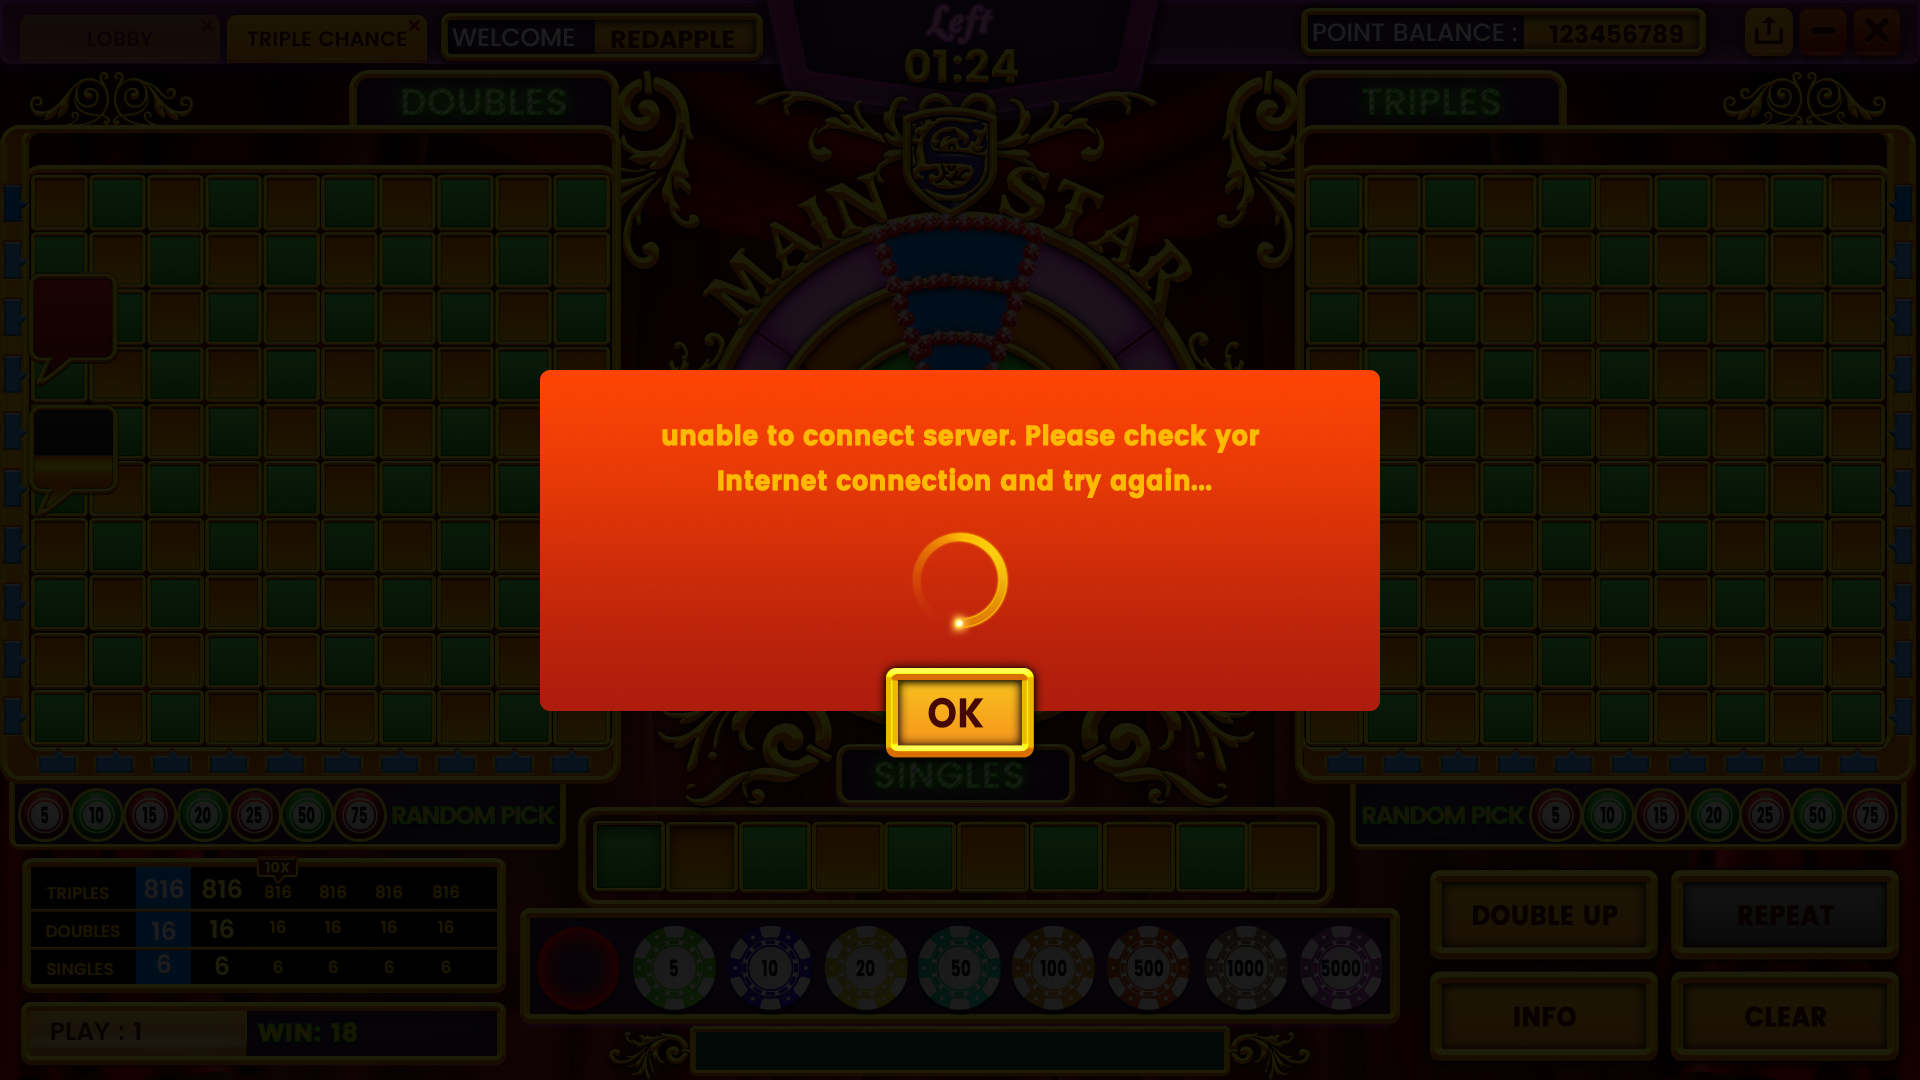 LOBBY
TRIPLE CHANCE
WELCOME REDAPPLE
Left
01:24
POINT BALANCE : 123456789
DOUBLES
TRIPLES
MAIN STAR
unable to connect server. Please check yor
Internet connection and try again...
OK
SINGLES
5 10 15 20 25 50 75 RANDOM PICK
RANDOM PICK 5 10 15 20 25 50 75
10X
TRIPLES 816 816 816 816 816 816
DOUBLES 16 16 16 16 16 16
SINGLES 6 6 6 6 6 6
PLAY : 1 WIN: 18
5 10 20 50 100 500 1000 5000
DOUBLE UP
REPEAT
INFO
CLEAR